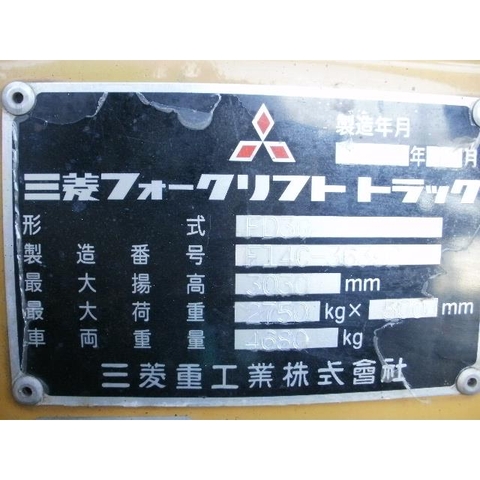 製造年月
年 月
三菱フォークリフト トラック
形 式 FD30
製造番号
最大揚高 3030 mm
最大荷重 2750 kg× mm
車両重量 4680 kg
三菱重工業株式會社